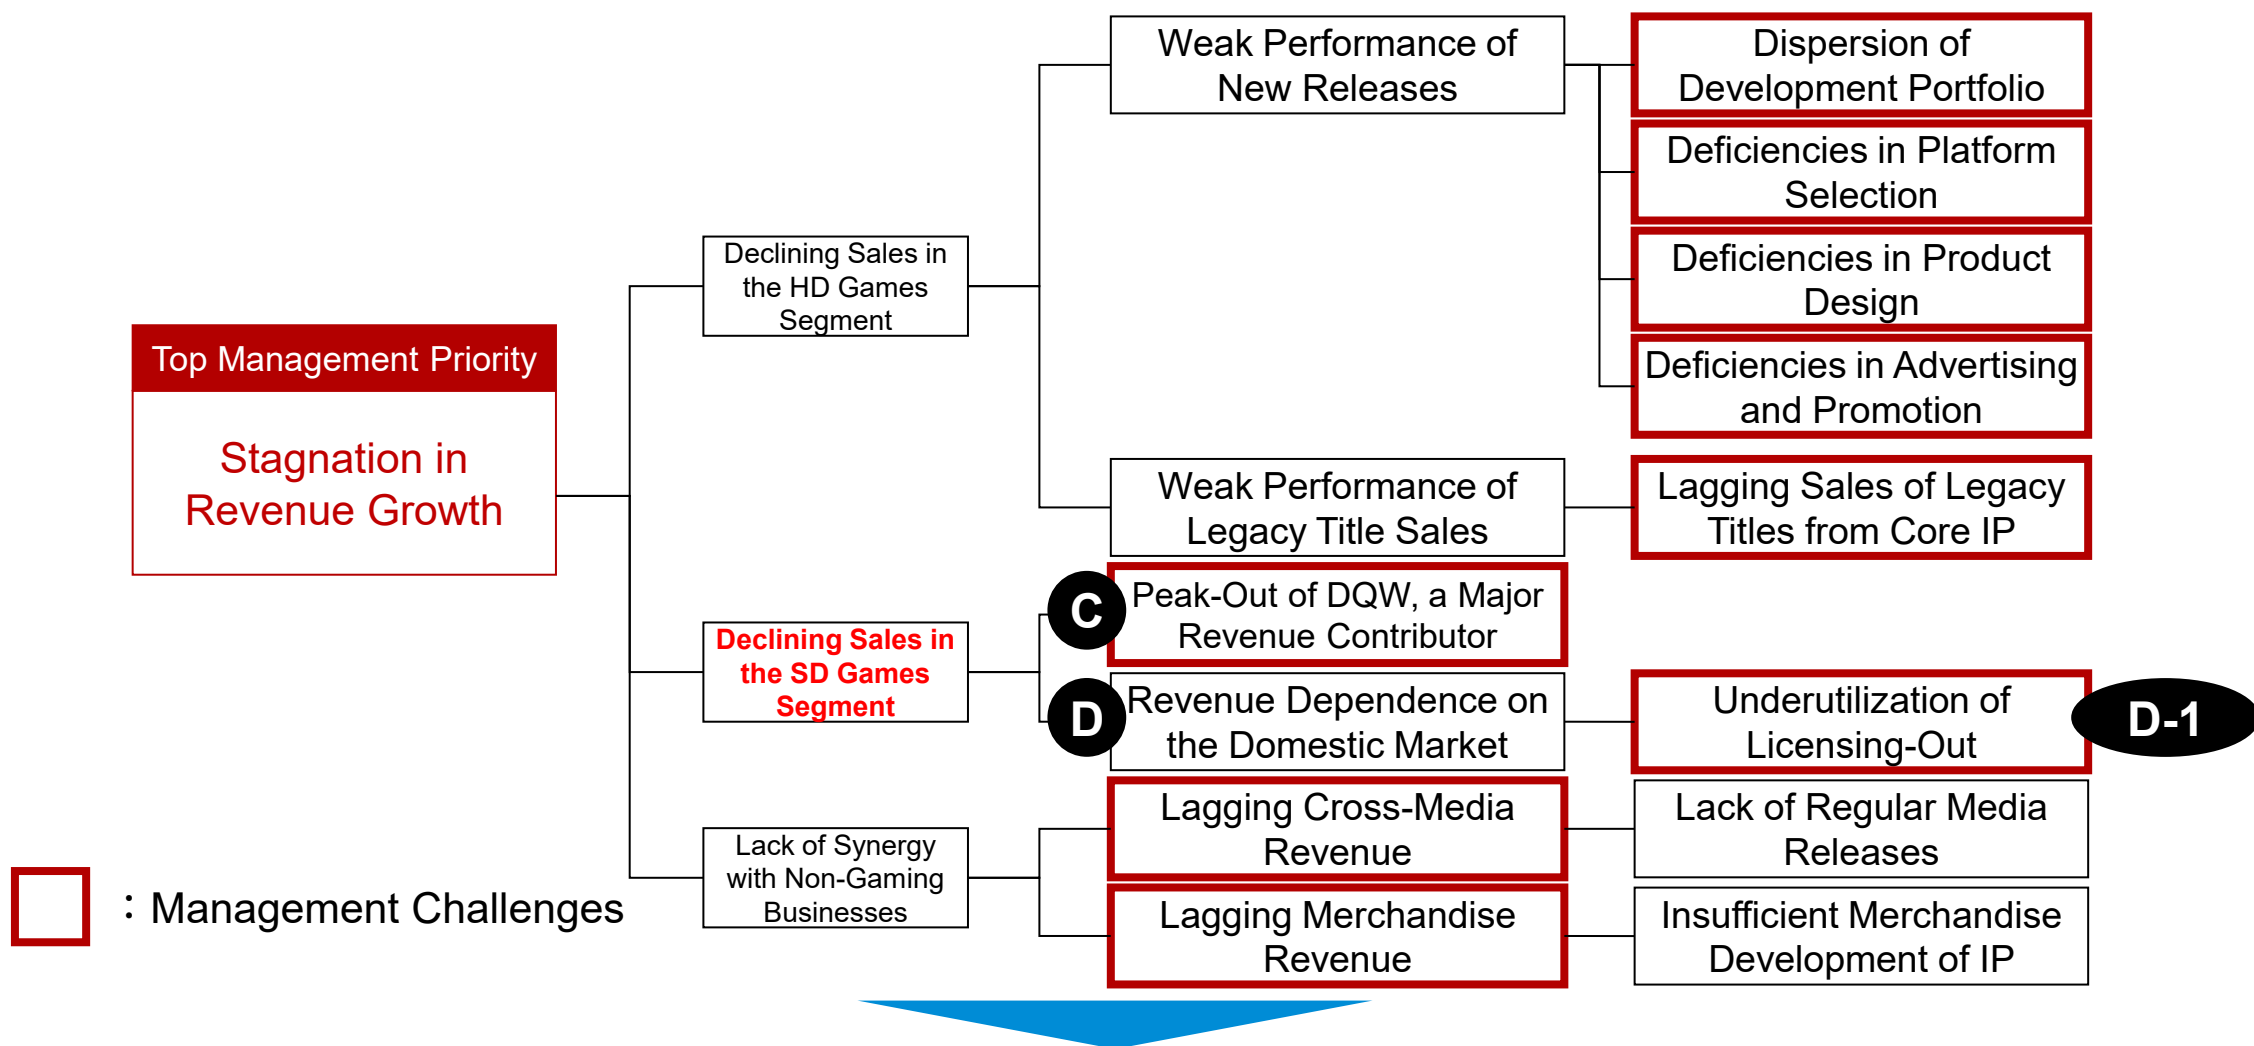 Top Management Priority
Stagnation in
Revenue Growth
Declining Sales in
the HD Games
Segment
Weak Performance of
New Releases
Dispersion of
Development Portfolio
Deficiencies in Platform
Selection
Deficiencies in Product
Design
Deficiencies in Advertising
and Promotion
Weak Performance of
Legacy Title Sales
Lagging Sales of Legacy
Titles from Core IP
Declining Sales in
the SD Games
Segment
C
Peak-Out of DQW, a Major
Revenue Contributor
D
Revenue Dependence on
the Domestic Market
Underutilization of
Licensing-Out
D-1
Lack of Synergy
with Non-Gaming
Businesses
Lagging Cross-Media
Revenue
Lack of Regular Media
Releases
Lagging Merchandise
Revenue
Insufficient Merchandise
Development of IP
：Management Challenges